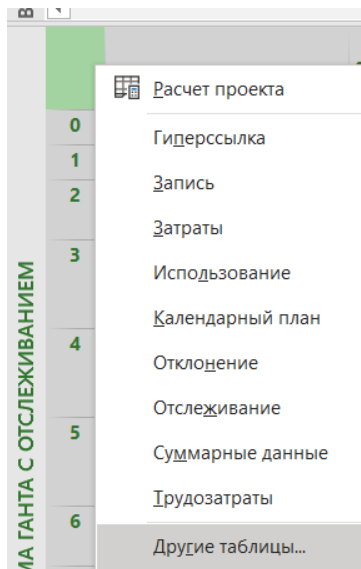 В
Расчет проекта
0
Гиперссылка
1
Запись
2
Затраты
3
Использование
Календарный план
4
Отклонение
Отслеживание
5
Суммарные данные
Трудозатраты
6
Другие таблицы...
МА ГАНТА С ОТСЛЕЖИВАНИЕМ